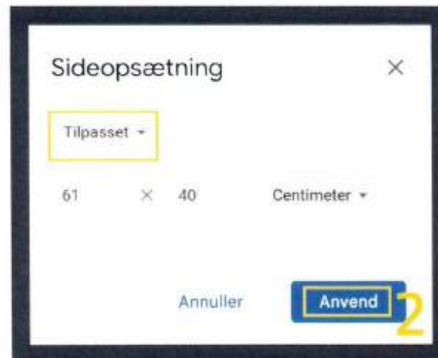 Sideopsætning ×
Tilpasset
61 × 40 Centimeter
Annuller Anvend 2